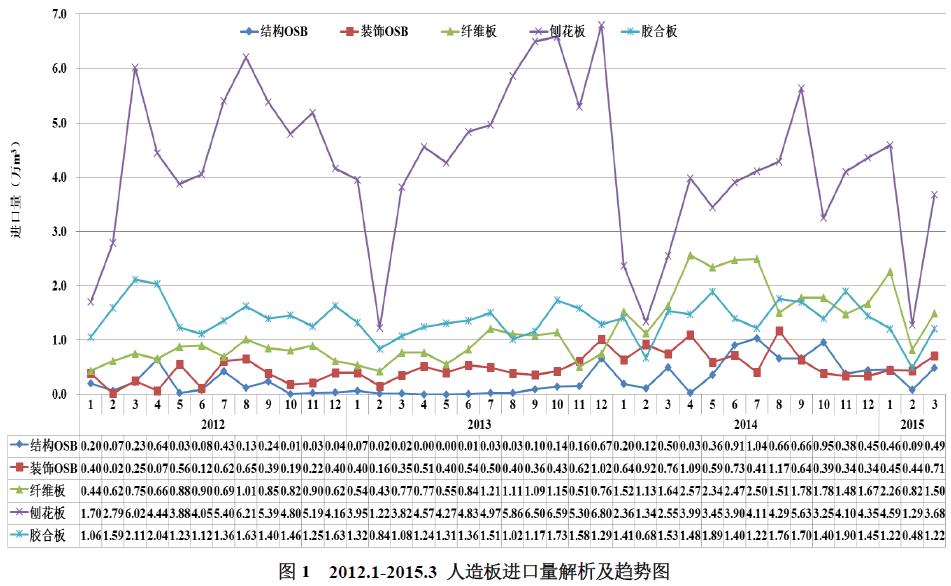 结构OSB 装饰OSB 纤维板 刨花板 胶合板
7.0
6.0
5.0
4.0
3.0
2.0
1.0
0.0
进口量(万m³)
1 2 3 4 5 6 7 8 9 10 11 12 1 2 3 4 5 6 7 8 9 10 11 12 1 2 3 4 5 6 7 8 9 10 11 12 1 2 3
2012 2013 2014 2015
结构OSB 0.20 0.07 0.23 0.64 0.03 0.08 0.43 0.13 0.24 0.01 0.03 0.04 0.07 0.02 0.02 0.00 0.00 0.01 0.03 0.03 0.10 0.14 0.16 0.67 0.20 0.12 0.50 0.03 0.36 0.91 1.04 0.66 0.66 0.95 0.38 0.45 0.46 0.09 0.49
装饰OSB 0.40 0.02 0.25 0.07 0.56 0.12 0.62 0.65 0.39 0.19 0.22 0.40 0.40 0.16 0.35 0.51 0.40 0.54 0.50 0.40 0.36 0.43 0.62 1.02 0.64 0.92 0.76 1.09 0.59 0.73 0.41 1.17 0.64 0.39 0.34 0.34 0.45 0.44 0.71
纤维板 0.44 0.62 0.75 0.66 0.88 0.90 0.69 1.01 0.85 0.82 0.90 0.62 0.54 0.43 0.77 0.77 0.55 0.84 1.21 1.11 1.09 1.15 0.51 0.76 1.52 1.13 1.64 2.57 2.34 2.47 2.50 1.51 1.78 1.78 1.48 1.67 2.26 0.82 1.50
刨花板 1.70 2.79 6.02 4.44 3.88 4.05 5.40 6.21 5.39 4.80 5.19 4.16 3.95 1.22 3.82 4.57 4.27 4.83 4.97 5.86 6.50 6.59 5.30 6.80 2.36 1.34 2.55 3.99 3.45 3.90 4.11 4.29 5.63 3.25 4.10 4.35 4.59 1.29 3.68
胶合板 1.06 1.59 2.11 2.04 1.23 1.12 1.36 1.63 1.40 1.46 1.25 1.63 1.32 0.84 1.08 1.24 1.31 1.36 1.51 1.02 1.17 1.73 1.58 1.29 1.41 0.68 1.53 1.48 1.89 1.40 1.22 1.76 1.70 1.40 1.90 1.45 1.22 0.48 1.22
图 1 2012.1-2015.3 人造板进口量解析及趋势图